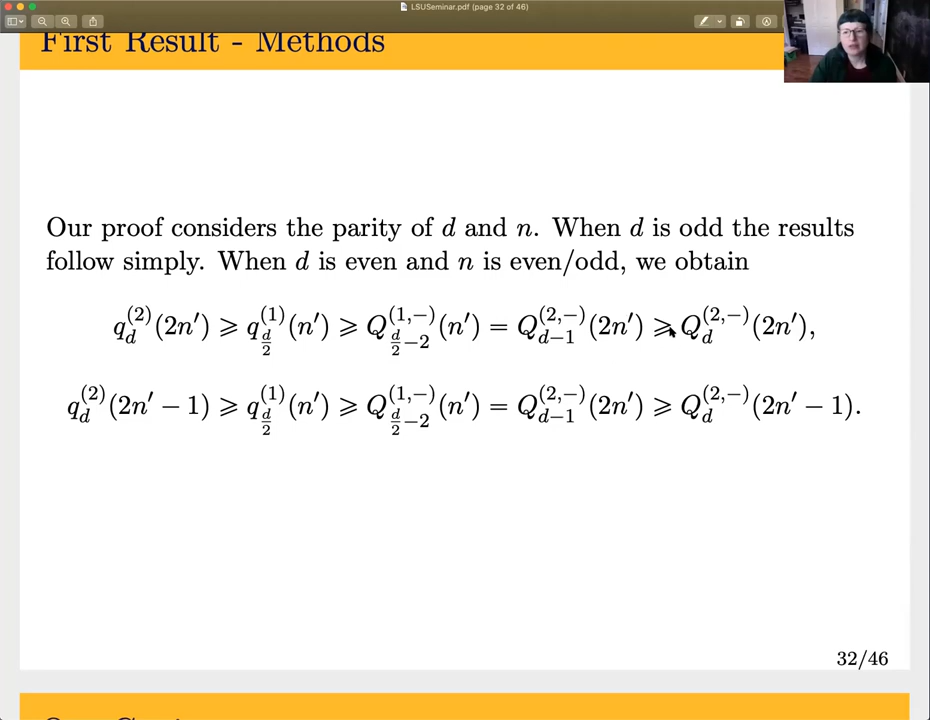 LSUSeminar.pdf (page 32 of 46)
First Result - Methods
Our proof considers the parity of d and n. When d is odd the results
follow simply. When d is even and n is even/odd, we obtain
q_d^{(2)}(2n′) ⩾ q_{d/2}^{(1)}(n′) ⩾ Q_{d/2−2}^{(1,−)}(n′) = Q_{d−1}^{(2,−)}(2n′) ⩾ Q_d^{(2,−)}(2n′),
q_d^{(2)}(2n′ − 1) ⩾ q_{d/2}^{(1)}(n′) ⩾ Q_{d/2−2}^{(1,−)}(n′) = Q_{d−1}^{(2,−)}(2n′) ⩾ Q_d^{(2,−)}(2n′ − 1).
32/46